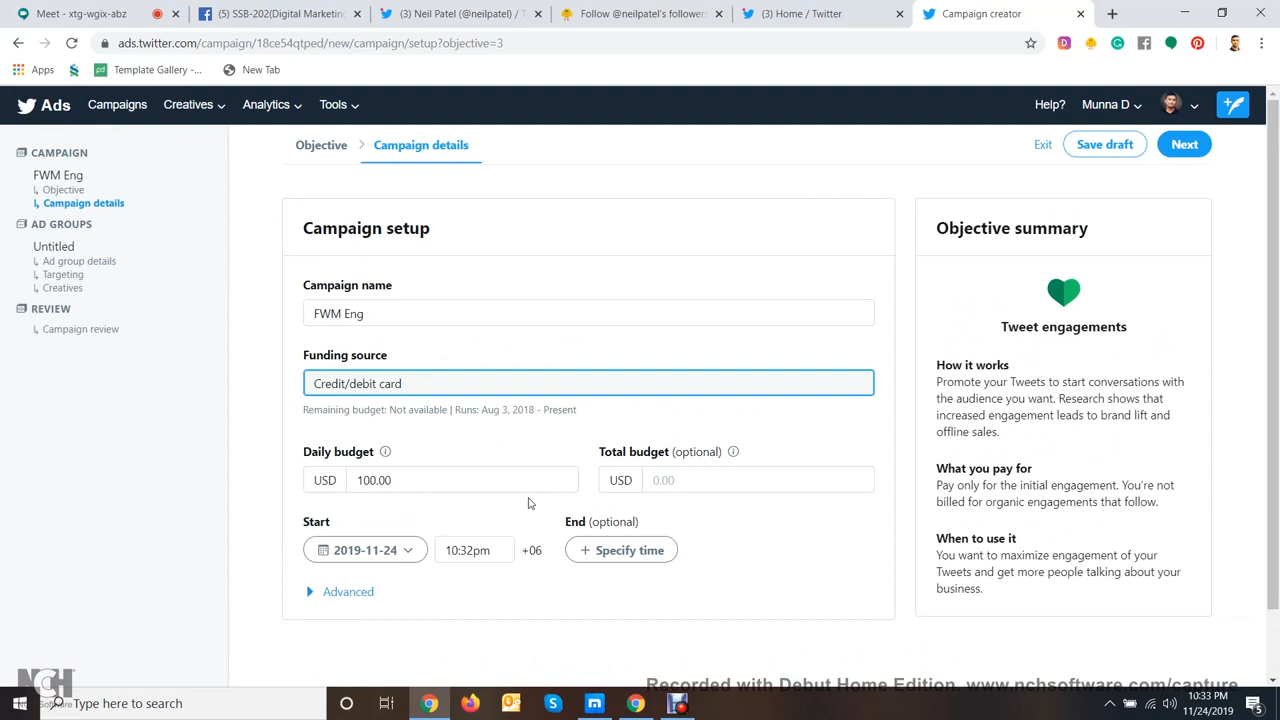 Meet - xtg-wgix-abz
(5) SSB-202(Digital Marketing
(3) Neil Patel (@neilpatel) / T
Follow @neilpatel's followers
(3) Home / Twitter
Campaign creator
ads.twitter.com/campaign/18ce54qtped/new/campaign/setup?objective=3
Apps
Template Gallery -...
New Tab
Ads
Campaigns
Creatives
Analytics
Tools
Help?
Munna D
CAMPAIGN
FWM Eng
Objective
Campaign details
AD GROUPS
Untitled
Ad group details
Targeting
Creatives
REVIEW
Campaign review
Objective
Campaign details
Exit
Save draft
Next
Campaign setup
Campaign name
FWM Eng
Funding source
Credit/debit card
Remaining budget: Not available | Runs: Aug 3, 2018 - Present
Daily budget
Total budget (optional)
USD
100.00
USD
0.00
Start
End (optional)
2019-11-24
10:32pm
+06
+ Specify time
Advanced
Objective summary
Tweet engagements
How it works
Promote your Tweets to start conversations with
the audience you want. Research shows that
increased engagement leads to brand lift and
offline sales.
What you pay for
Pay only for the initial engagement. You're not
billed for organic engagements that follow.
When to use it
You want to maximize engagement of your
Tweets and get more people talking about your
business.
Recorded with Debut Home Edition. www.nchsoftware.com/capture
NCH
Software
Type here to search
10:33 PM
11/24/2019
5